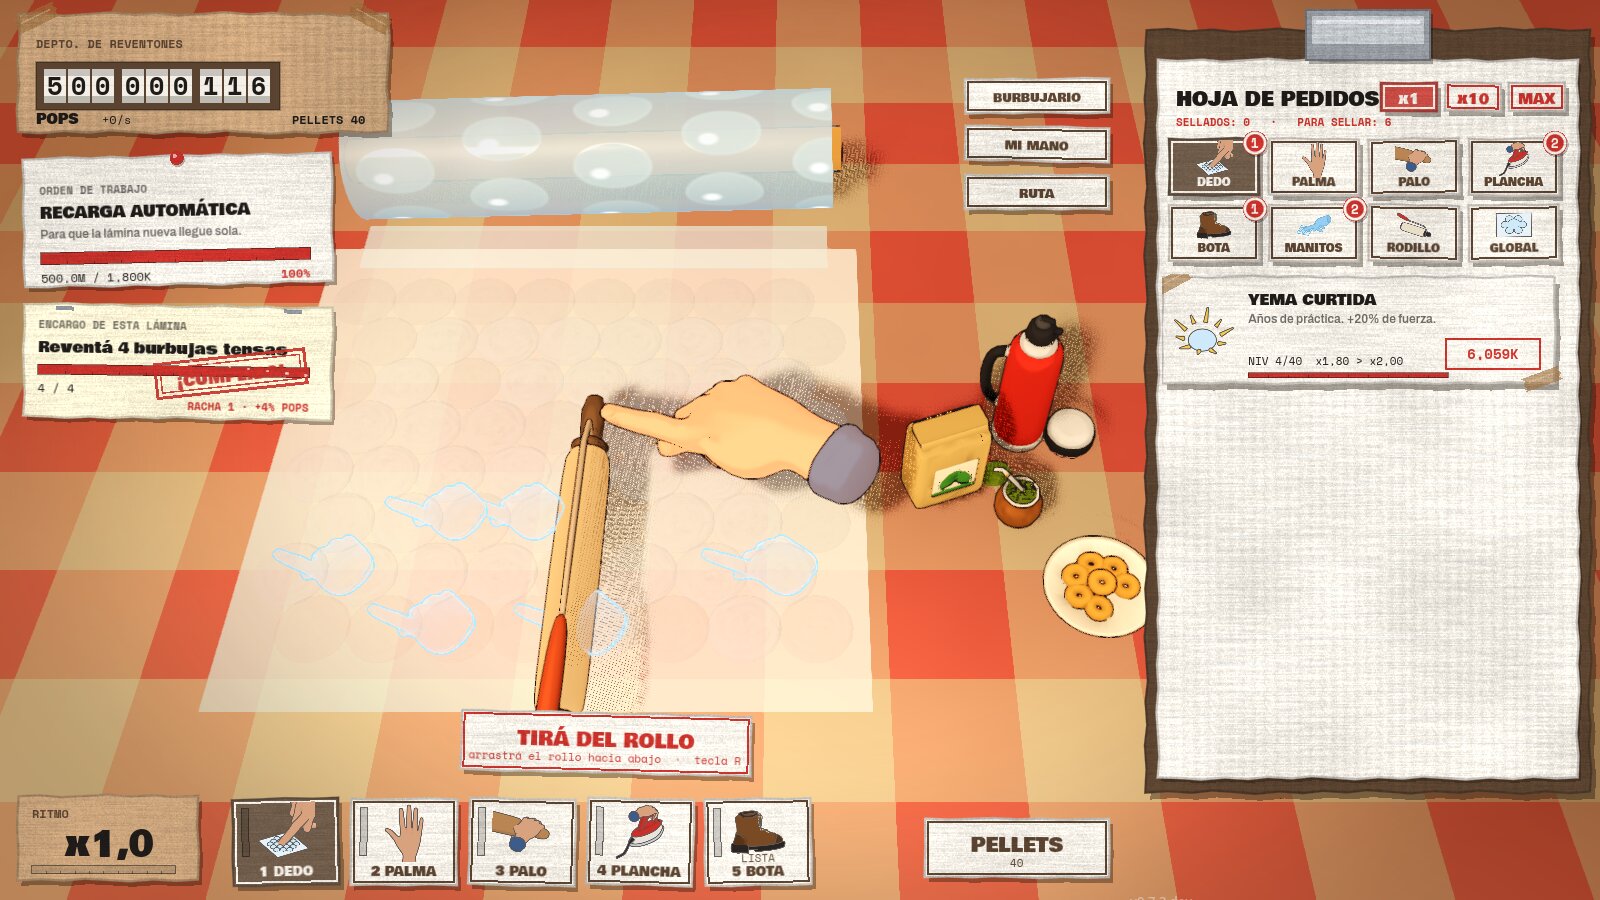 DEPTO. DE REVENTONES
500 000 116
POPS +0/s PELLETS 40
ORDEN DE TRABAJO
RECARGA AUTOMÁTICA
Para que la lámina nueva llegue sola.
500.0M / 1.800K 100%
ENCARGO DE ESTA LÁMINA
Reventá 4 burbujas tensas
4 / 4
RACHA 1 · +4% POPS
BURBUJARIO
MI MANO
RUTA
HOJA DE PEDIDOS x1 x10 MAX
SELLADOS: 0 · PARA SELLAR: 6
1 2
DEDO PALMA PALO PLANCHA
1 2
BOTA MANITOS RODILLO GLOBAL
YEMA CURTIDA
Años de práctica. +20% de fuerza.
NIV 4/40 x1,80 > x2,00 6.059K
TIRÁ DEL ROLLO
arrastrá el rollo hacia abajo · tecla R
RITMO
x1,0
1 DEDO 2 PALMA 3 PALO 4 PLANCHA LISTA 5 BOTA
PELLETS
40